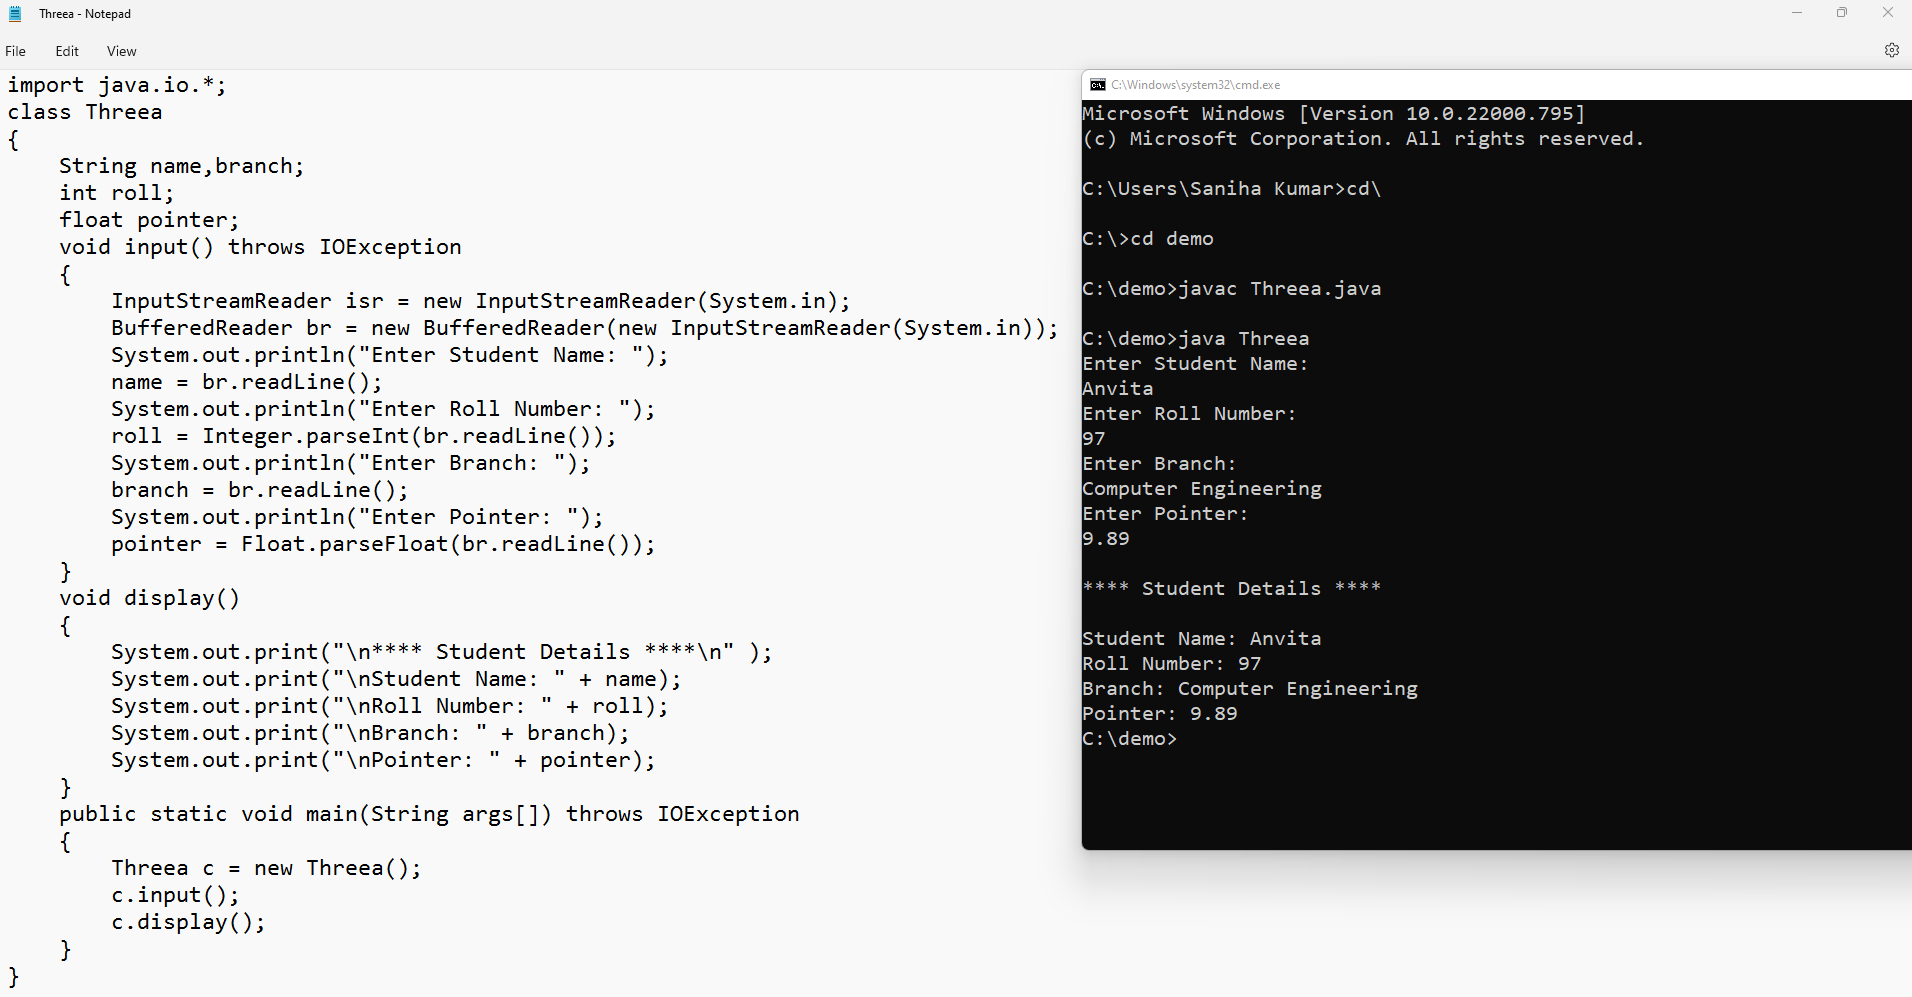 Threea - Notepad
File Edit View
import java.io.*;
class Threea
{
    String name,branch;
    int roll;
    float pointer;
    void input() throws IOException
    {
        InputStreamReader isr = new InputStreamReader(System.in);
        BufferedReader br = new BufferedReader(new InputStreamReader(System.in));
        System.out.println("Enter Student Name: ");
        name = br.readLine();
        System.out.println("Enter Roll Number: ");
        roll = Integer.parseInt(br.readLine());
        System.out.println("Enter Branch: ");
        branch = br.readLine();
        System.out.println("Enter Pointer: ");
        pointer = Float.parseFloat(br.readLine());
    }
    void display()
    {
        System.out.print("\n**** Student Details ****\n" );
        System.out.print("\nStudent Name: " + name);
        System.out.print("\nRoll Number: " + roll);
        System.out.print("\nBranch: " + branch);
        System.out.print("\nPointer: " + pointer);
    }
    public static void main(String args[]) throws IOException
    {
        Threea c = new Threea();
        c.input();
        c.display();
    }
}
C:\Windows\system32\cmd.exe
Microsoft Windows [Version 10.0.22000.795]
(c) Microsoft Corporation. All rights reserved.
C:\Users\Saniha Kumar>cd\
C:\>cd demo
C:\demo>javac Threea.java
C:\demo>java Threea
Enter Student Name:
Anvita
Enter Roll Number:
97
Enter Branch:
Computer Engineering
Enter Pointer:
9.89
**** Student Details ****
Student Name: Anvita
Roll Number: 97
Branch: Computer Engineering
Pointer: 9.89
C:\demo>